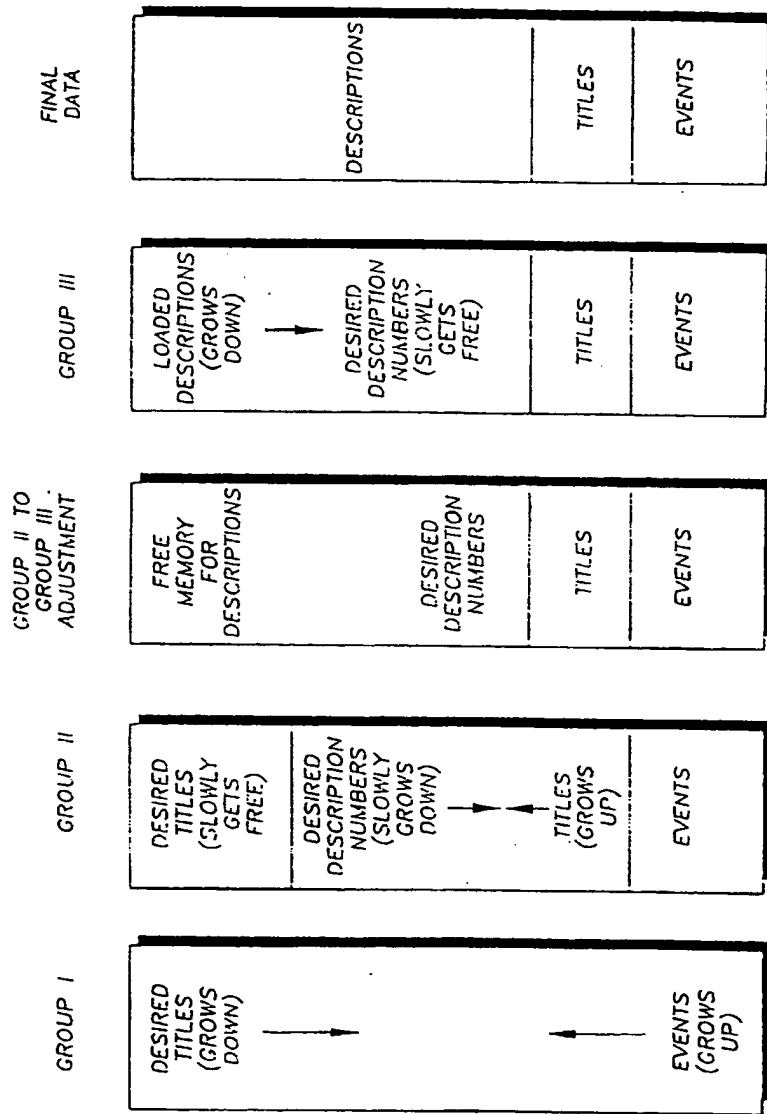 GROUP I
DESIRED
TITLES
(GROWS
DOWN)
EVENTS
(GROWS
UP)
GROUP II
DESIRED
TITLES
(SLOWLY
GETS
FREE)
DESIRED
DESCRIPTION
NUMBERS
(SLOWLY
GROWS
DOWN)
TITLES
(GROWS
UP)
EVENTS
GROUP II TO
GROUP III .
ADJUSTMENT
FREE
MEMORY
FOR
DESCRIPTIONS
DESIRED
DESCRIPTION
NUMBERS
TITLES
EVENTS
GROUP III
LOADED
DESCRIPTIONS
(GROWS
DOWN)
DESIRED
DESCRIPTION
NUMBERS
(SLOWLY
GETS
FREE)
TITLES
EVENTS
FINAL
DATA
DESCRIPTIONS
TITLES
EVENTS